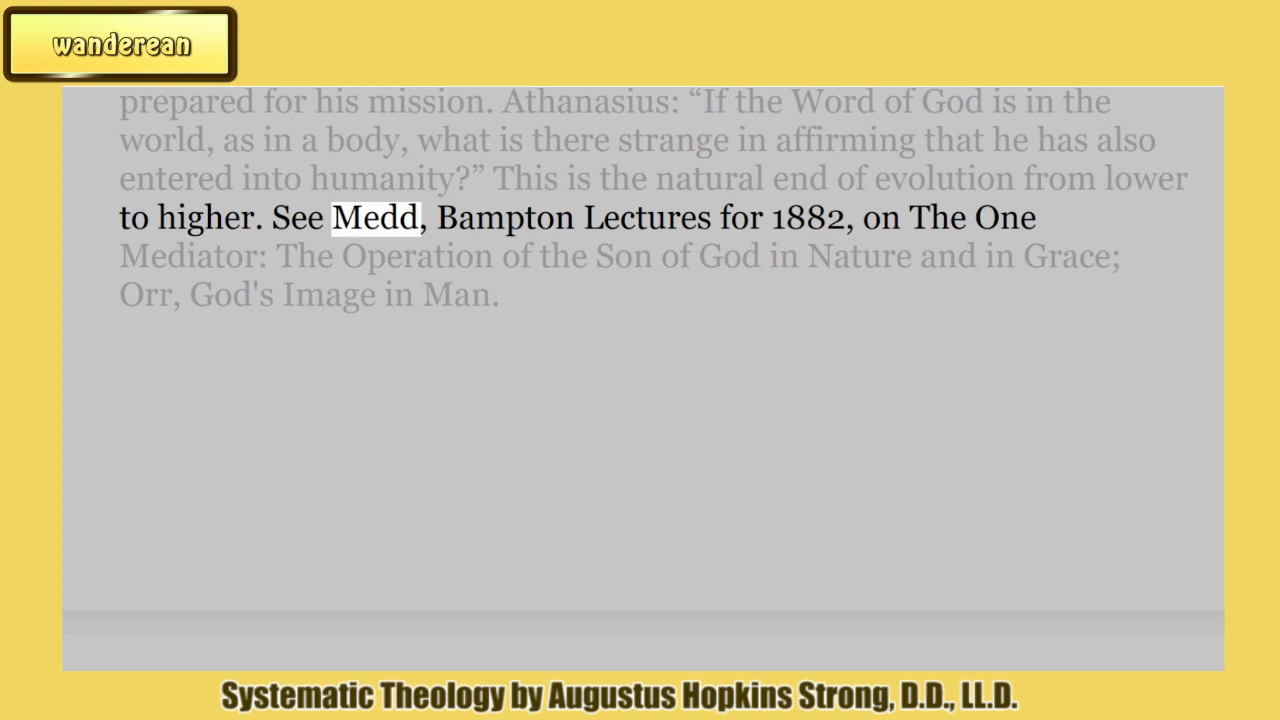 wanderean
prepared for his mission. Athanasius: “If the Word of God is in the
world, as in a body, what is there strange in affirming that he has also
entered into humanity?” This is the natural end of evolution from lower
to higher. See Medd, Bampton Lectures for 1882, on The One
Mediator: The Operation of the Son of God in Nature and in Grace;
Orr, God's Image in Man.
Systematic Theology by Augustus Hopkins Strong, D.D., LL.D.